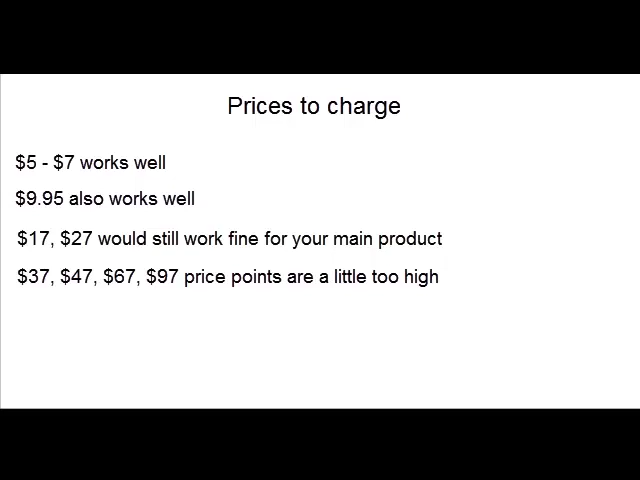 Prices to charge
$5 - $7 works well
$9.95 also works well
$17, $27 would still work fine for your main product
$37, $47, $67, $97 price points are a little too high